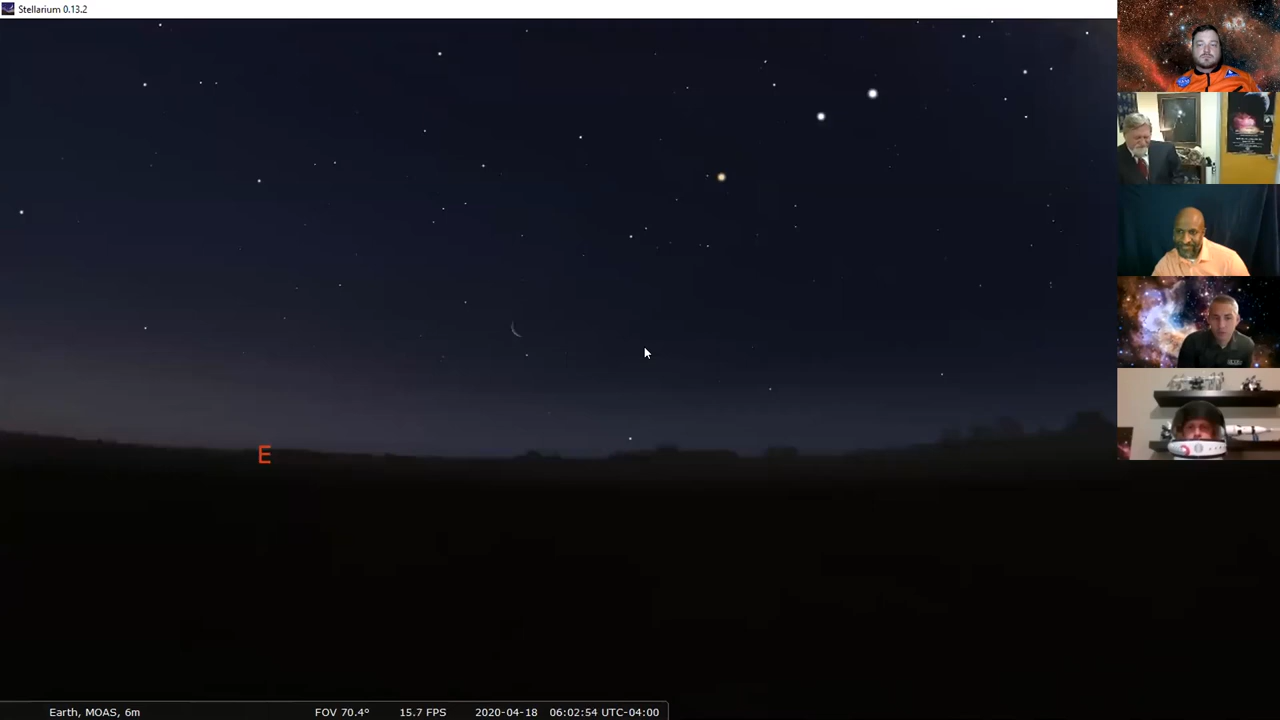 Stellarium 0.13.2
E
Earth, MOAS, 6m FOV 70.4° 15.7 FPS 2020-04-18 06:02:54 UTC-04:00